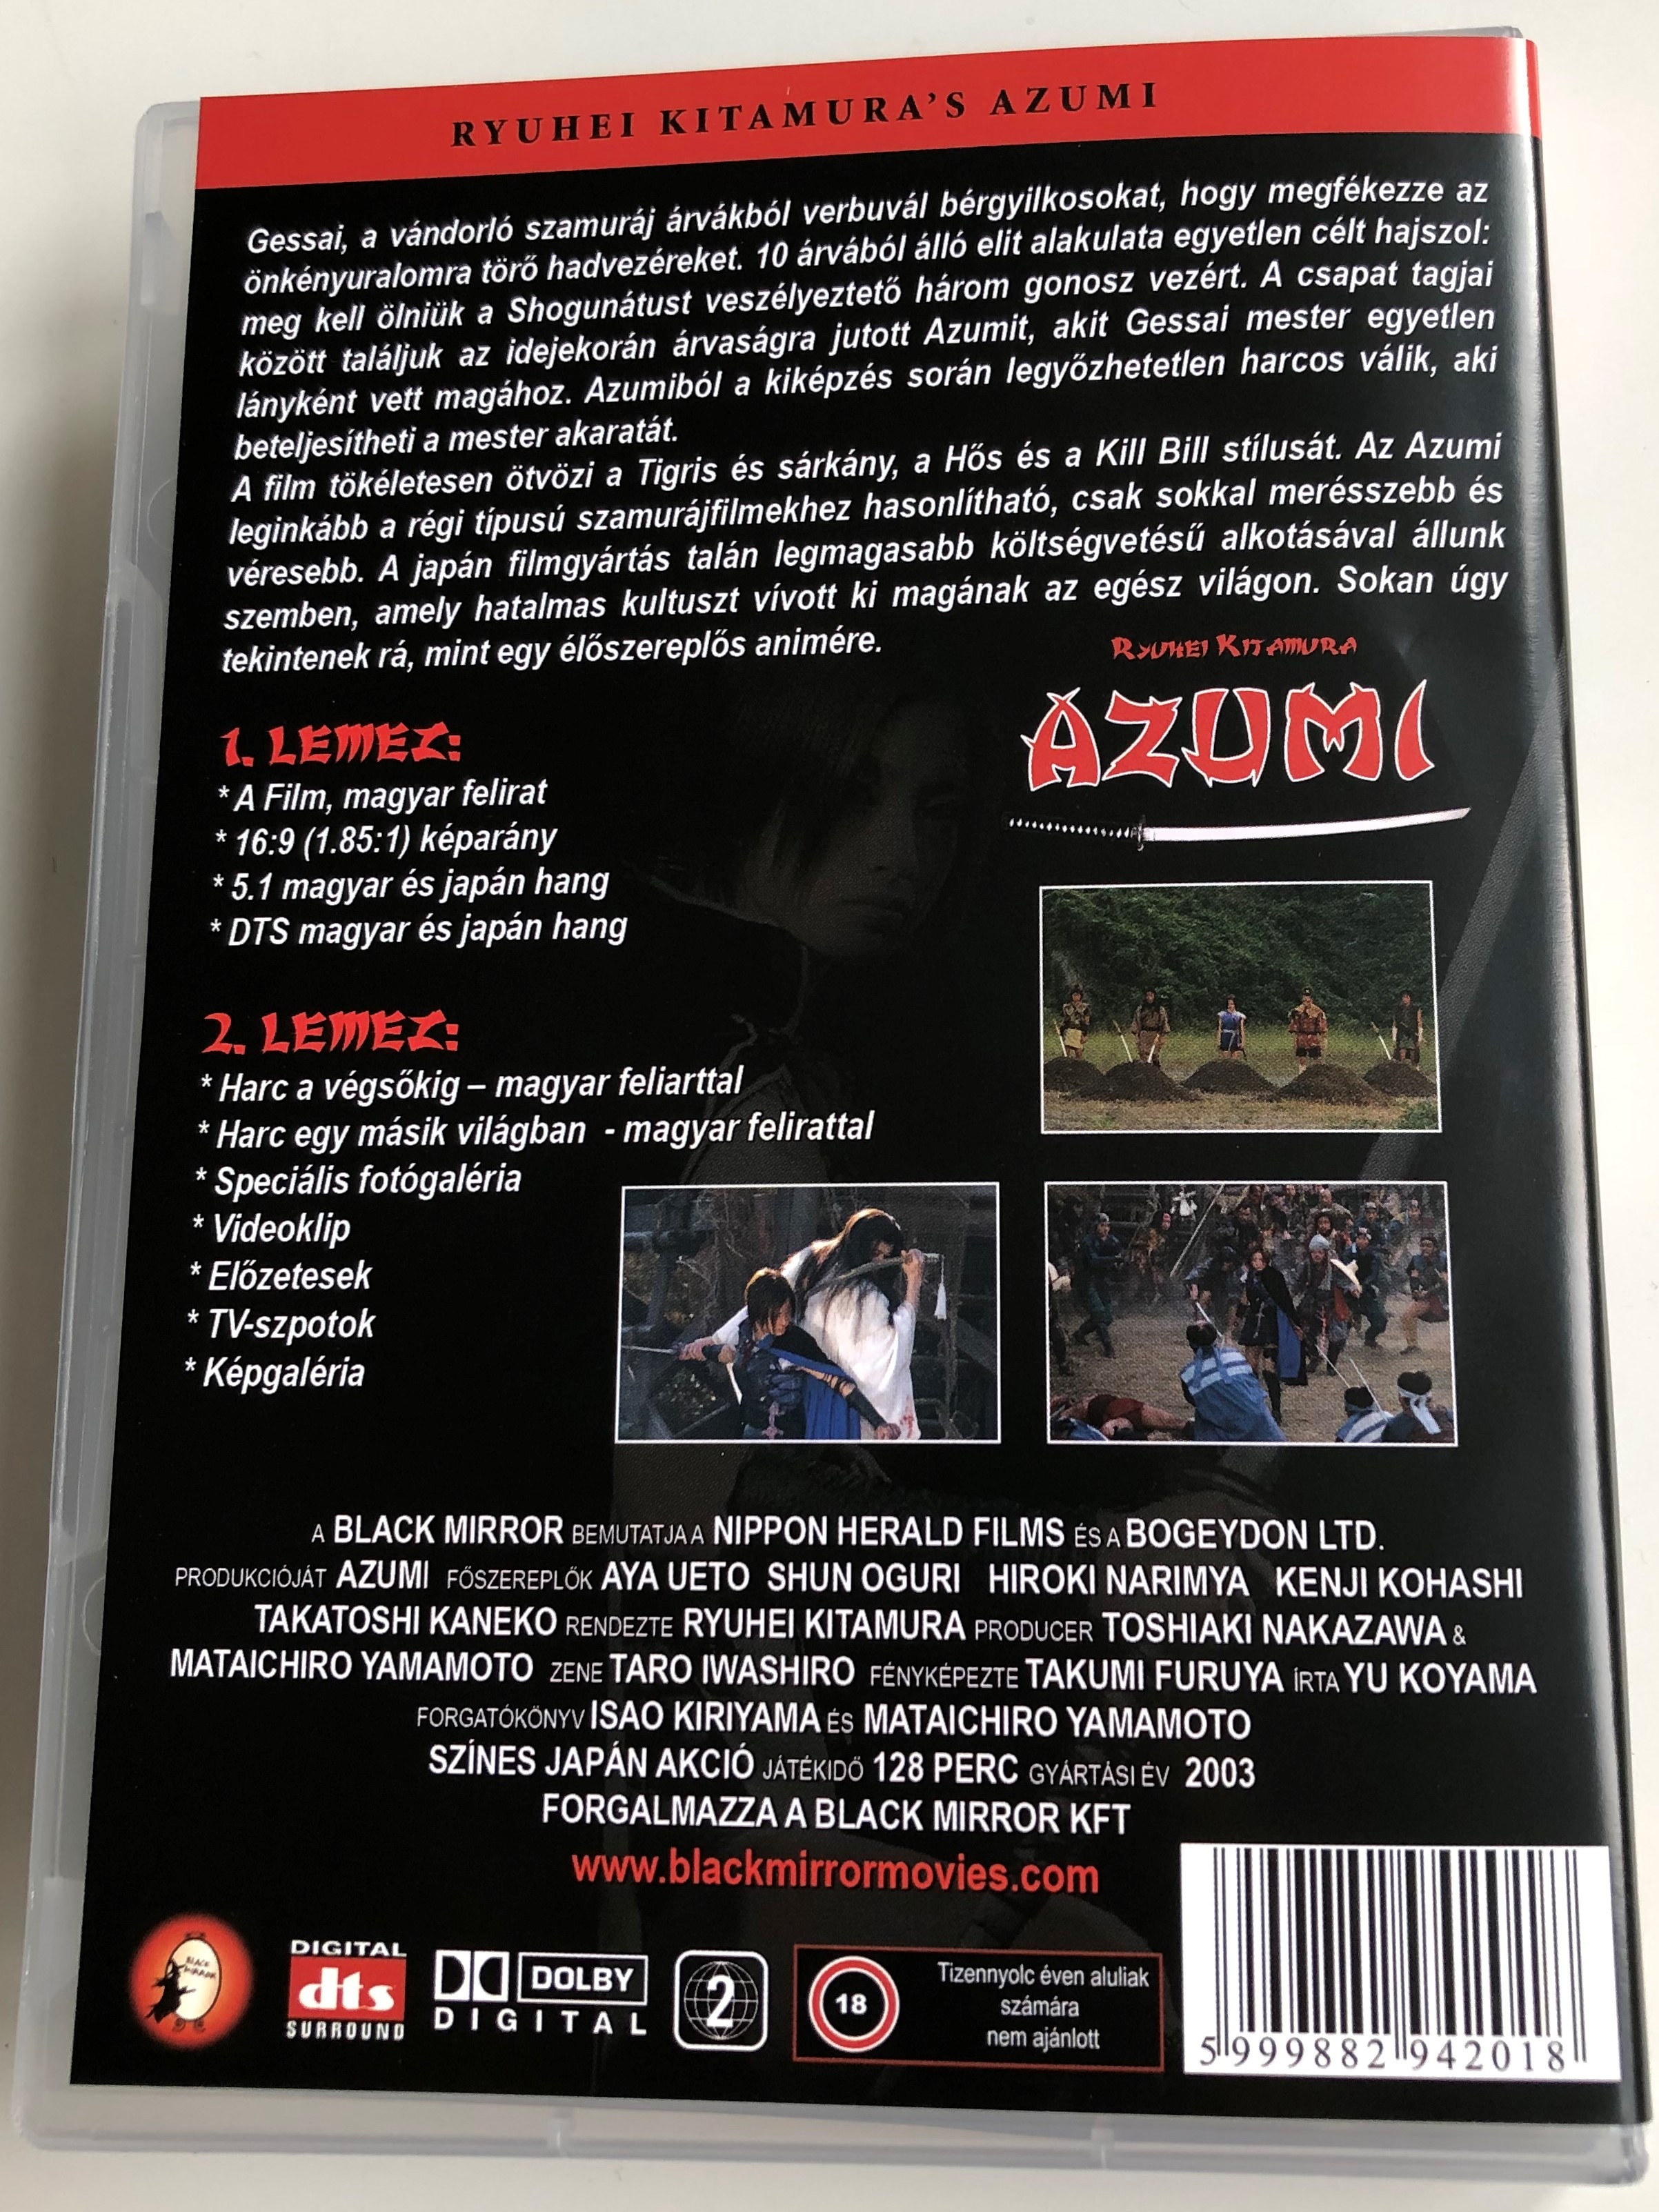 RYUHEI KITAMURA'S AZUMI
Gessai, a vándorló szamuráj árvákból verbuvál bérgyilkosokat, hogy megfékezze az
önkényuralomra törő hadvezéreket. 10 árvából álló elit alakulata egyetlen célt hajszol:
meg kell ölniük a Shogunátust veszélyeztető három gonosz vezért. A csapat tagjai
között találjuk az idejekorán árvaságra jutott Azumit, akit Gessai mester egyetlen
lányként vett magához. Azumiból a kiképzés során legyőzhetetlen harcos válik, aki
beteljesítheti a mester akaratát.
A film tökéletesen ötvözi a Tigris és sárkány, a Hős és a Kill Bill stílusát. Az Azumi
leginkább a régi típusú szamurájfilmekhez hasonlítható, csak sokkal merésszebb és
véresebb. A japán filmgyártás talán legmagasabb költségvetésű alkotásával állunk
szemben, amely hatalmas kultuszt vívott ki magának az egész világon. Sokan úgy
tekintenek rá, mint egy élőszereplős animére.
RYUHEI KITAMURA
AZUMI
1. LEMEZ:
* A Film, magyar felirat
* 16:9 (1.85:1) képarány
* 5.1 magyar és japán hang
* DTS magyar és japán hang
2. LEMEZ:
* Harc a végsőkig – magyar feliarttal
* Harc egy másik világban - magyar felirattal
* Speciális fotógaléria
* Videoklip
* Előzetesek
* TV-szpotok
* Képgaléria
A BLACK MIRROR BEMUTATJA A NIPPON HERALD FILMS ÉS A BOGEYDON LTD.
PRODUKCIÓJÁT AZUMI FŐSZEREPLŐK AYA UETO SHUN OGURI HIROKI NARIMYA KENJI KOHASHI
TAKATOSHI KANEKO RENDEZTE RYUHEI KITAMURA PRODUCER TOSHIAKI NAKAZAWA &
MATAICHIRO YAMAMOTO ZENE TARO IWASHIRO FÉNYKÉPEZTE TAKUMI FURUYA ÍRTA YU KOYAMA
FORGATÓKÖNYV ISAO KIRIYAMA ÉS MATAICHIRO YAMAMOTO
SZÍNES JAPÁN AKCIÓ JÁTÉKIDŐ 128 PERC GYÁRTÁSI ÉV 2003
FORGALMAZZA A BLACK MIRROR KFT
www.blackmirrormovies.com
BLACK
MIRROR
DIGITAL
dts
SURROUND
DOLBY
DIGITAL
2
18
Tizennyolc éven aluliak
számára
nem ajánlott
5 999882 942018